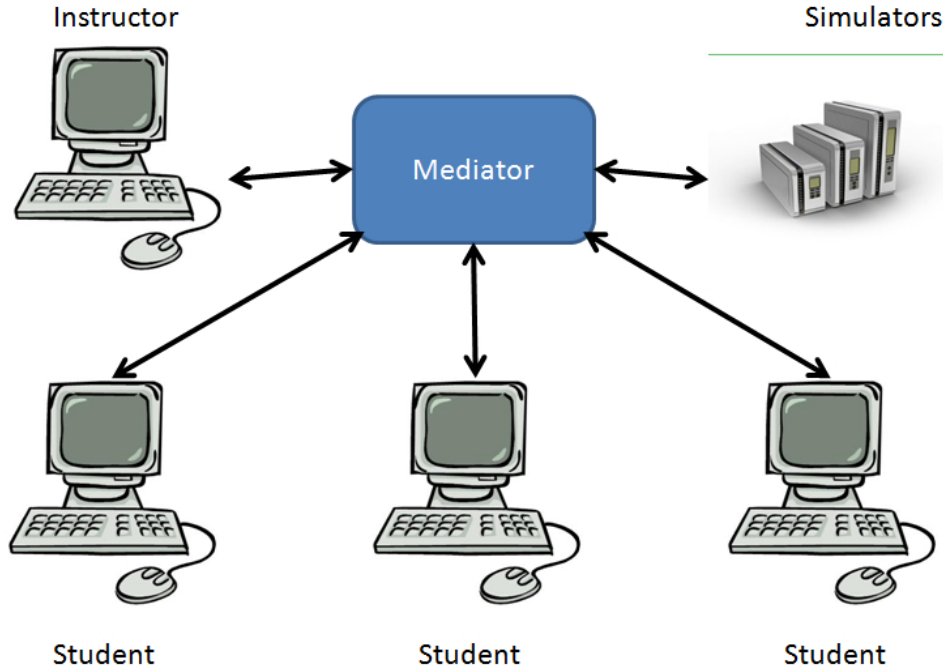 Instructor
Simulators
Mediator
Student
Student
Student